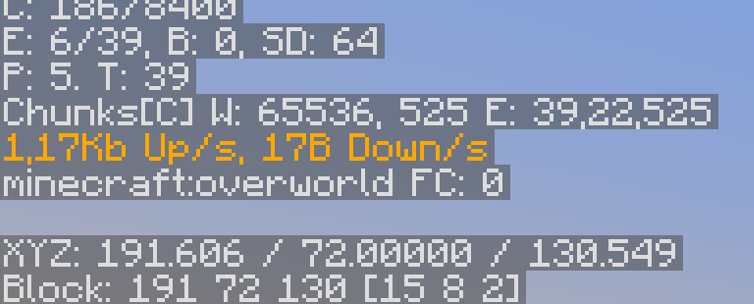 C: 186/8400
E: 6/39, B: 0, SD: 64
P: 5. T: 39
Chunks[C] W: 65536, 525 E: 39,22,525
1,17Kb Up/s, 17B Down/s
minecraft:overworld FC: 0
XYZ: 191.606 / 72.00000 / 130.549
Block: 191 72 130 [15 8 2]